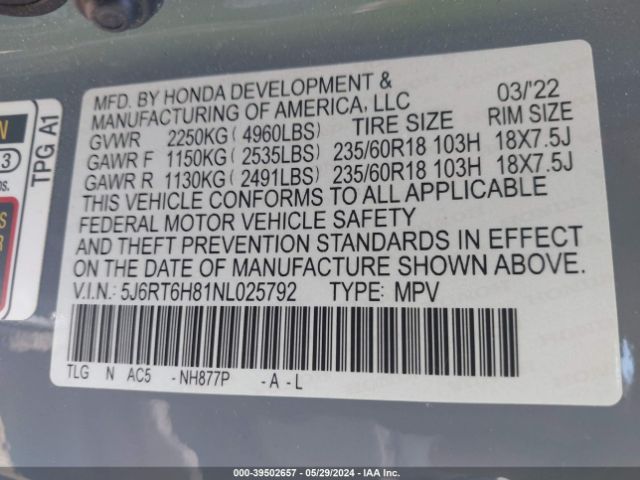 MFD. BY HONDA DEVELOPMENT &
MANUFACTURING OF AMERICA, LLC 03/'22
GVWR 2250KG ( 4960LBS) TIRE SIZE RIM SIZE
GAWR F 1150KG ( 2535LBS) 235/60R18 103H 18X7.5J
GAWR R 1130KG ( 2491LBS) 235/60R18 103H 18X7.5J
THIS VEHICLE CONFORMS TO ALL APPLICABLE
FEDERAL MOTOR VEHICLE SAFETY
AND THEFT PREVENTION STANDARDS IN EFFECT
ON THE DATE OF MANUFACTURE SHOWN ABOVE.
V.I.N.: 5J6RT6H81NL025792 TYPE: MPV
TLG N AC5 -NH877P -A-L
TPG A1
000-39502657 - 05/29/2024 - IAA Inc.